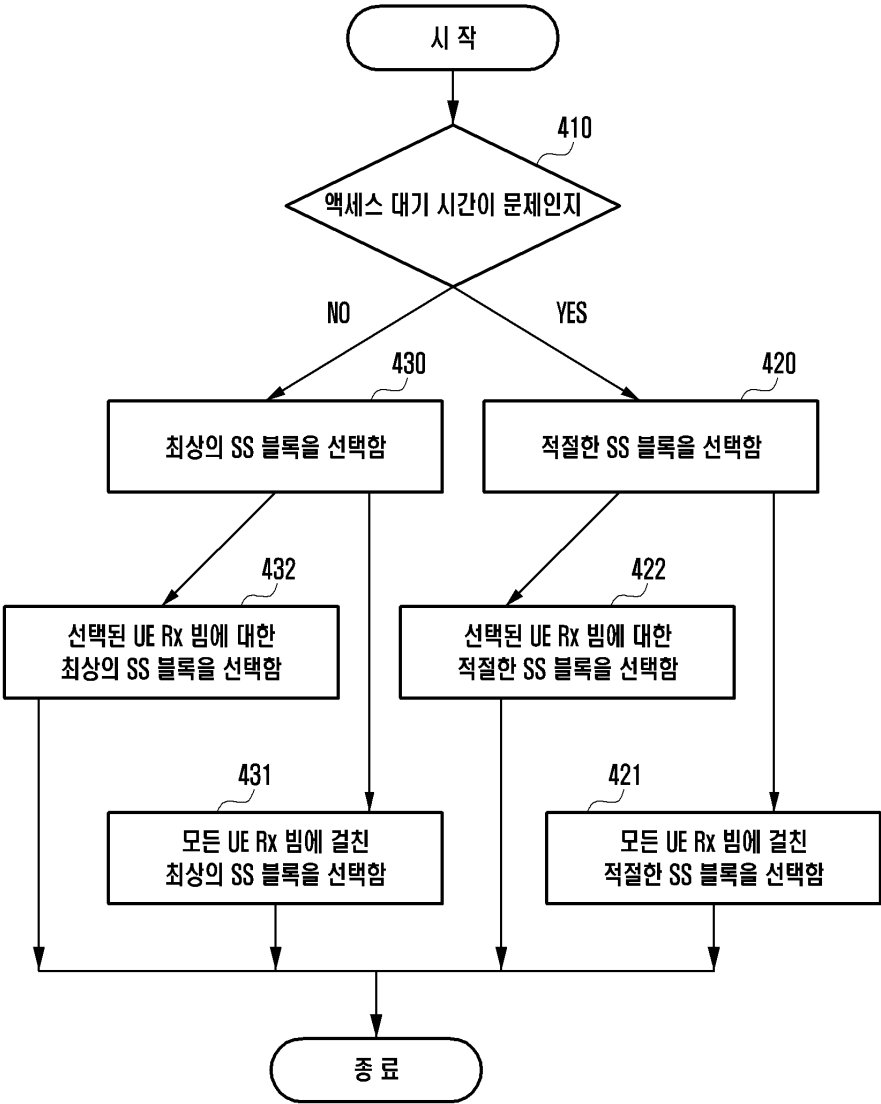 시 작
410
액세스 대기 시간이 문제인지
NO
YES
430
420
최상의 SS 블록을 선택함
적절한 SS 블록을 선택함
432
422
선택된 UE Rx 빔에 대한
최상의 SS 블록을 선택함
선택된 UE Rx 빔에 대한
적절한 SS 블록을 선택함
431
421
모든 UE Rx 빔에 걸친
최상의 SS 블록을 선택함
모든 UE Rx 빔에 걸친
적절한 SS 블록을 선택함
종 료